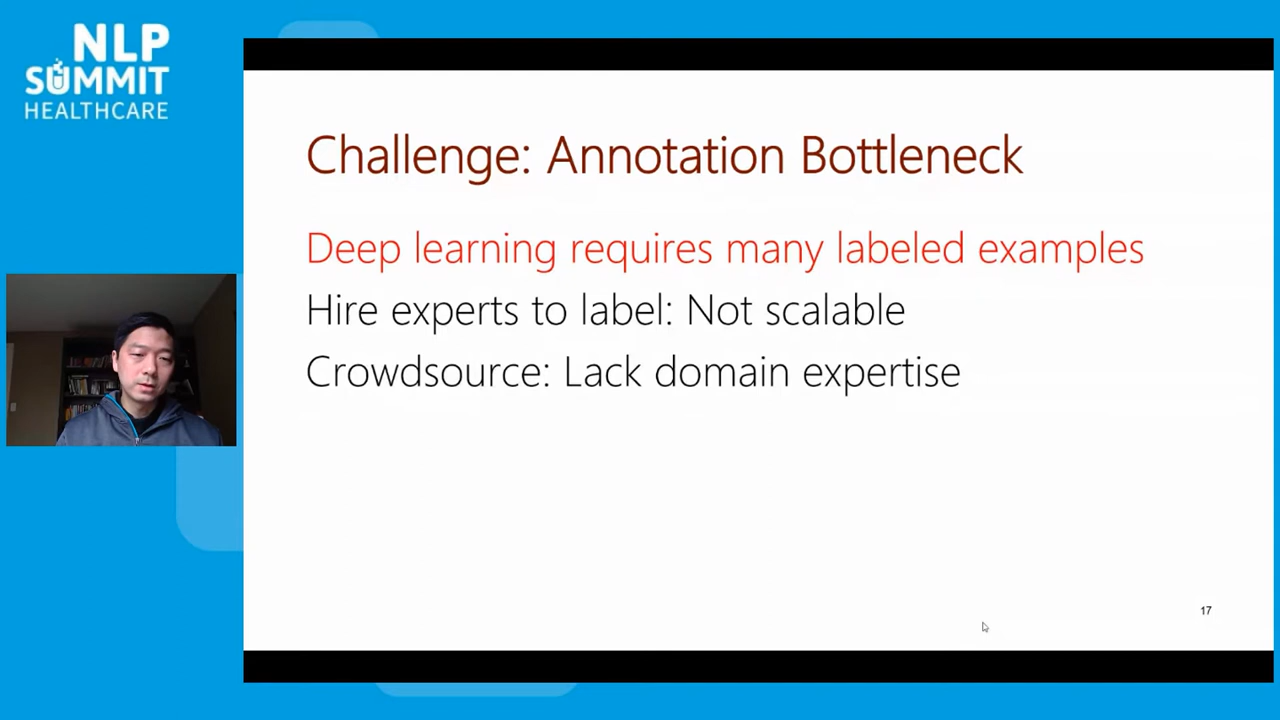 NLP
SUMMIT
HEALTHCARE
Challenge: Annotation Bottleneck
Deep learning requires many labeled examples
Hire experts to label: Not scalable
Crowdsource: Lack domain expertise
17